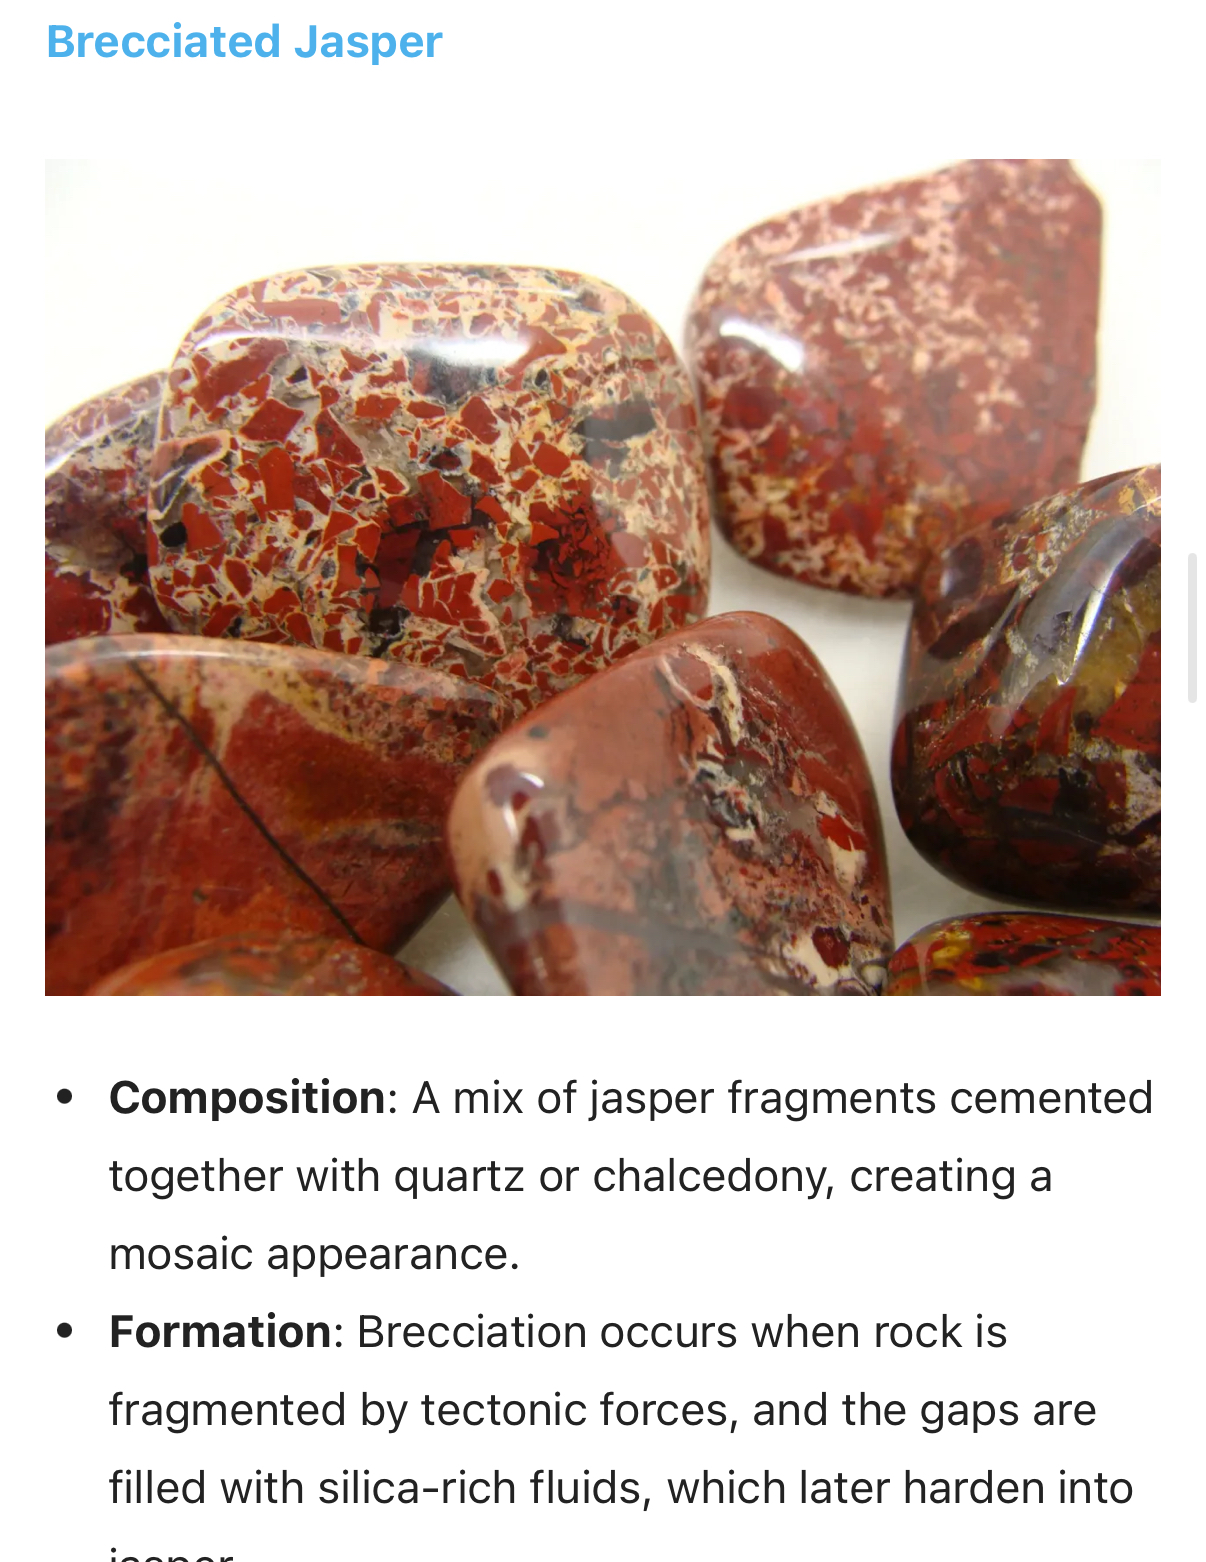 Brecciated Jasper
• Composition: A mix of jasper fragments cemented
together with quartz or chalcedony, creating a
mosaic appearance.
• Formation: Brecciation occurs when rock is
fragmented by tectonic forces, and the gaps are
filled with silica-rich fluids, which later harden into
jasper